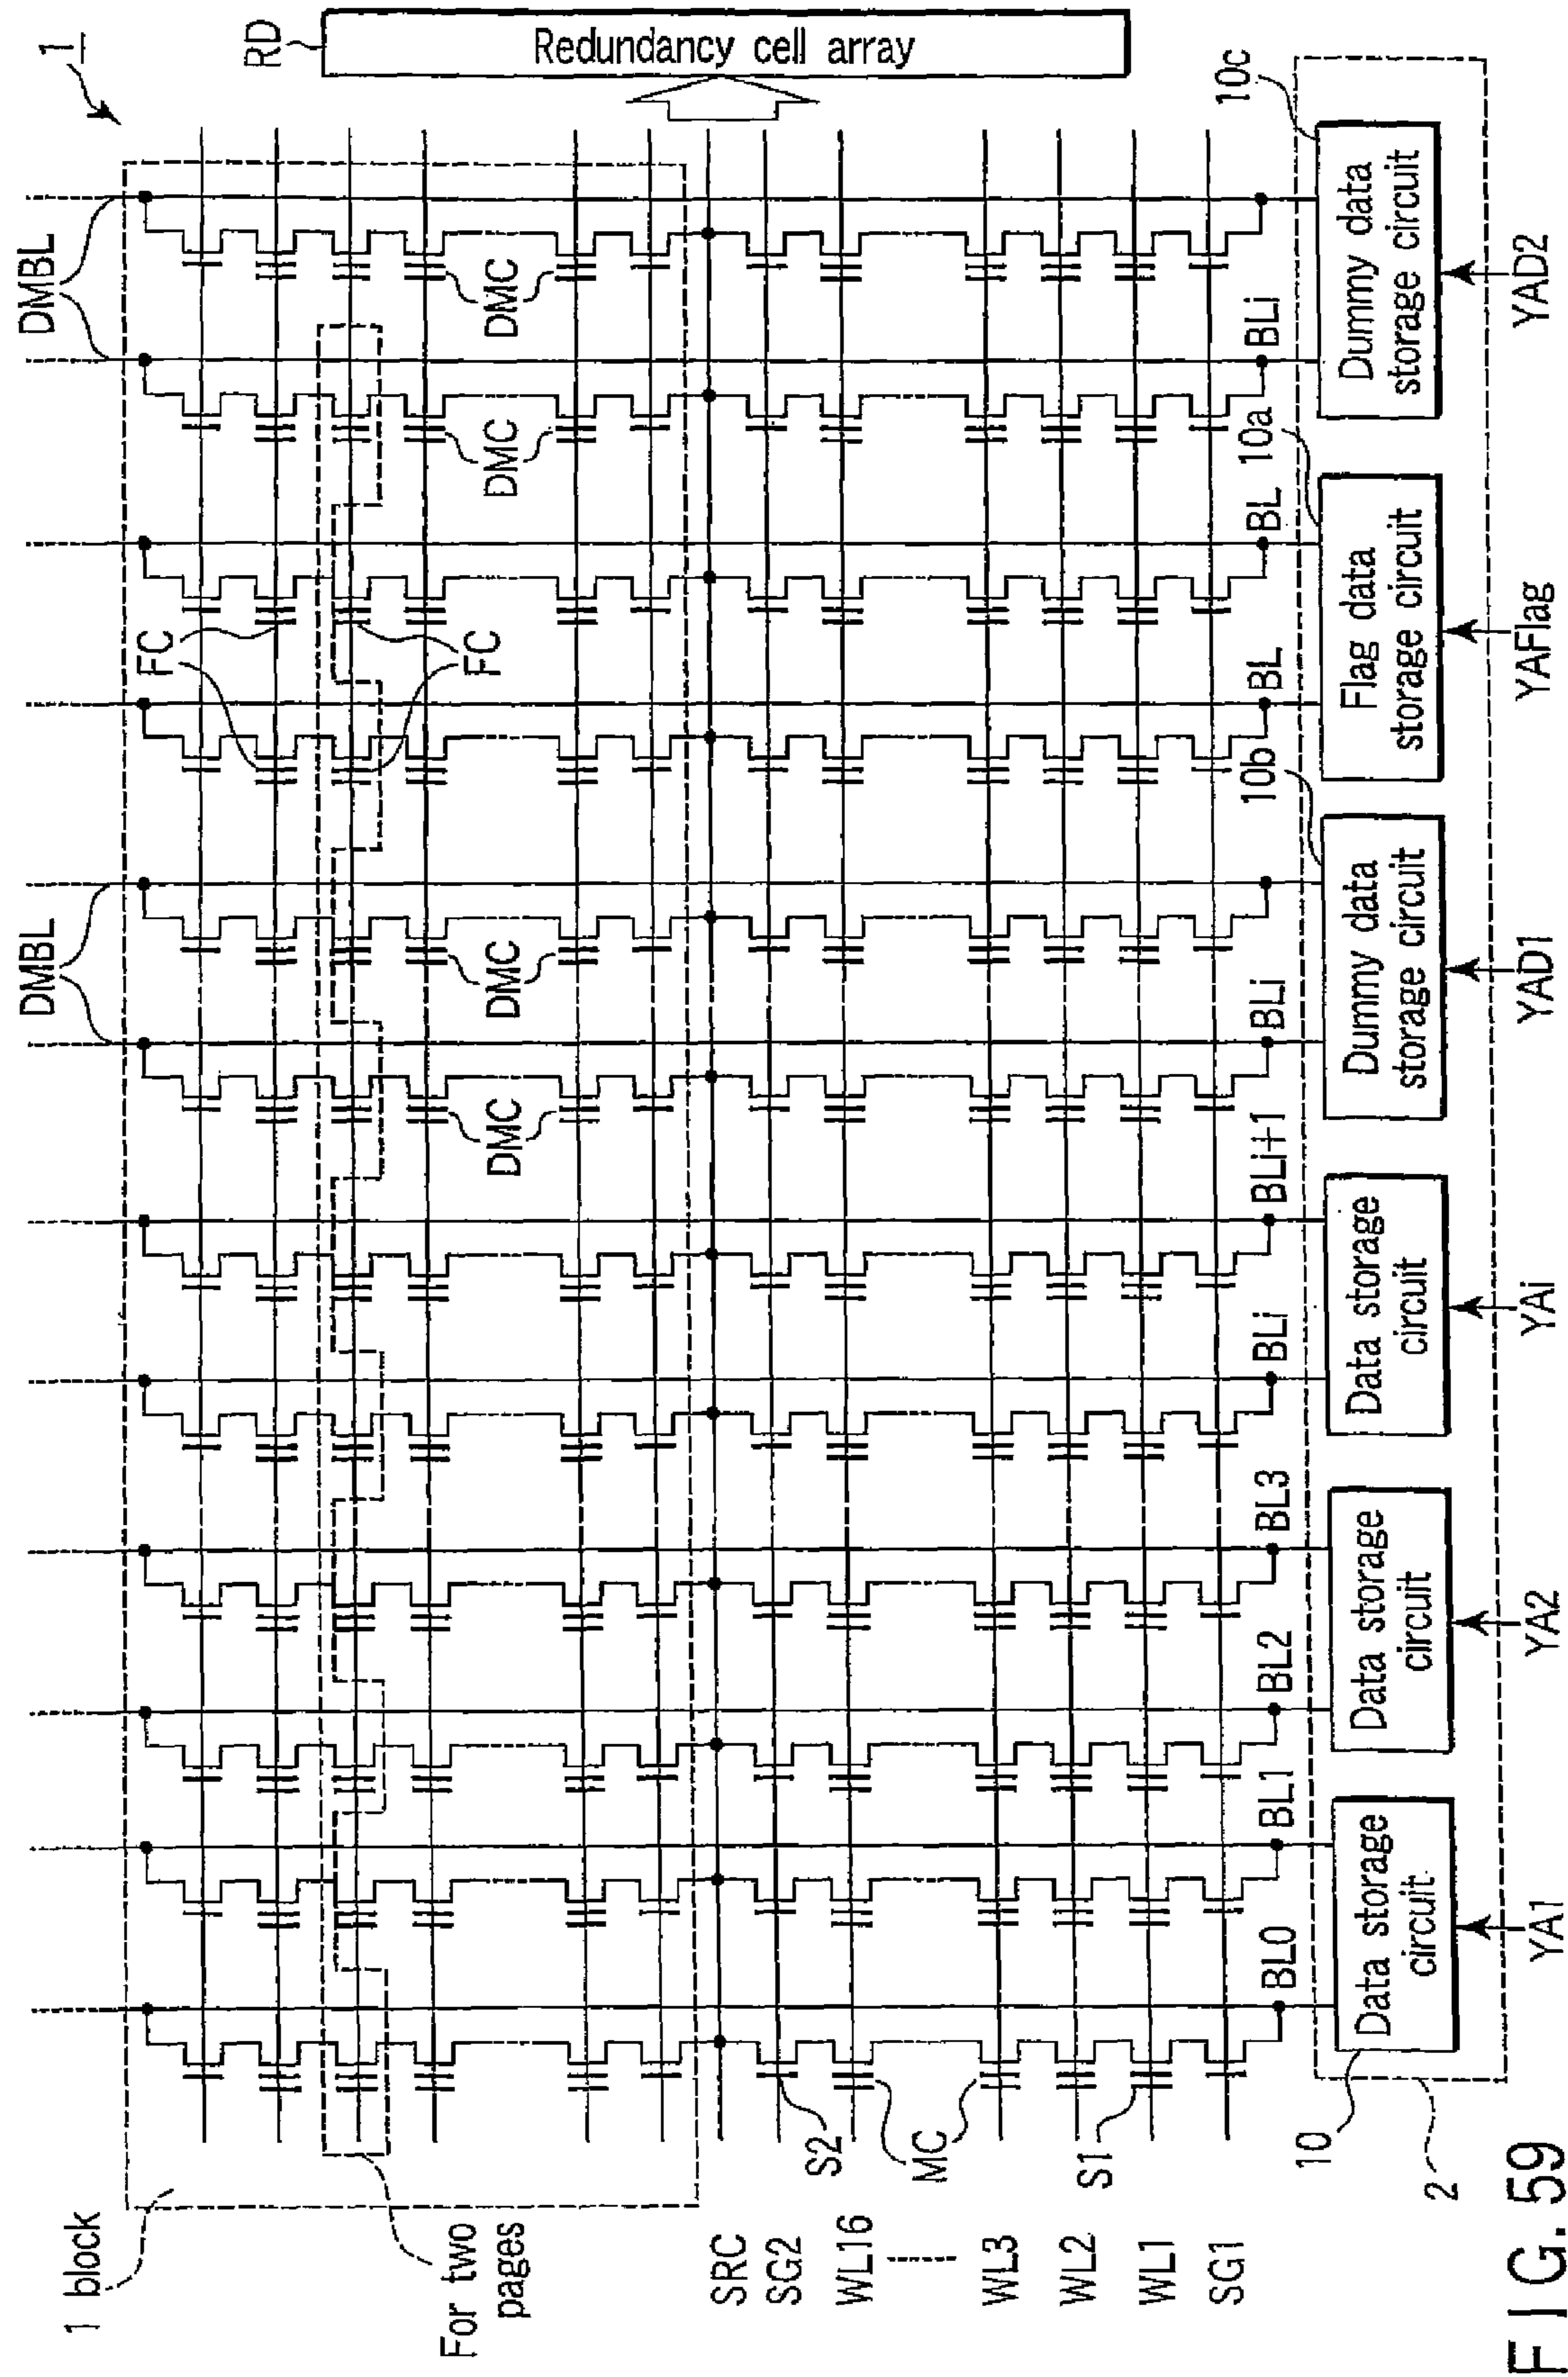 1
RD
Redundancy cell array
DMBL
DMBL
1 block
For two
pages
FC
FC
DMC
DMC
DMC
DMC
SRC
SG2
WL16
WL3
WL2
WL1
SG1
S2
MC
S1
BL0
BL1
BL2
BL3
BLi
BLi+1
BLi
BL
BL
BLi
10
10b
10a
10c
2
Data storage
circuit
Data storage
circuit
Data storage
circuit
Dummy data
storage circuit
Flag data
storage circuit
Dummy data
storage circuit
YA1
YA2
YAi
YAD1
YAFlag
YAD2
FIG. 59